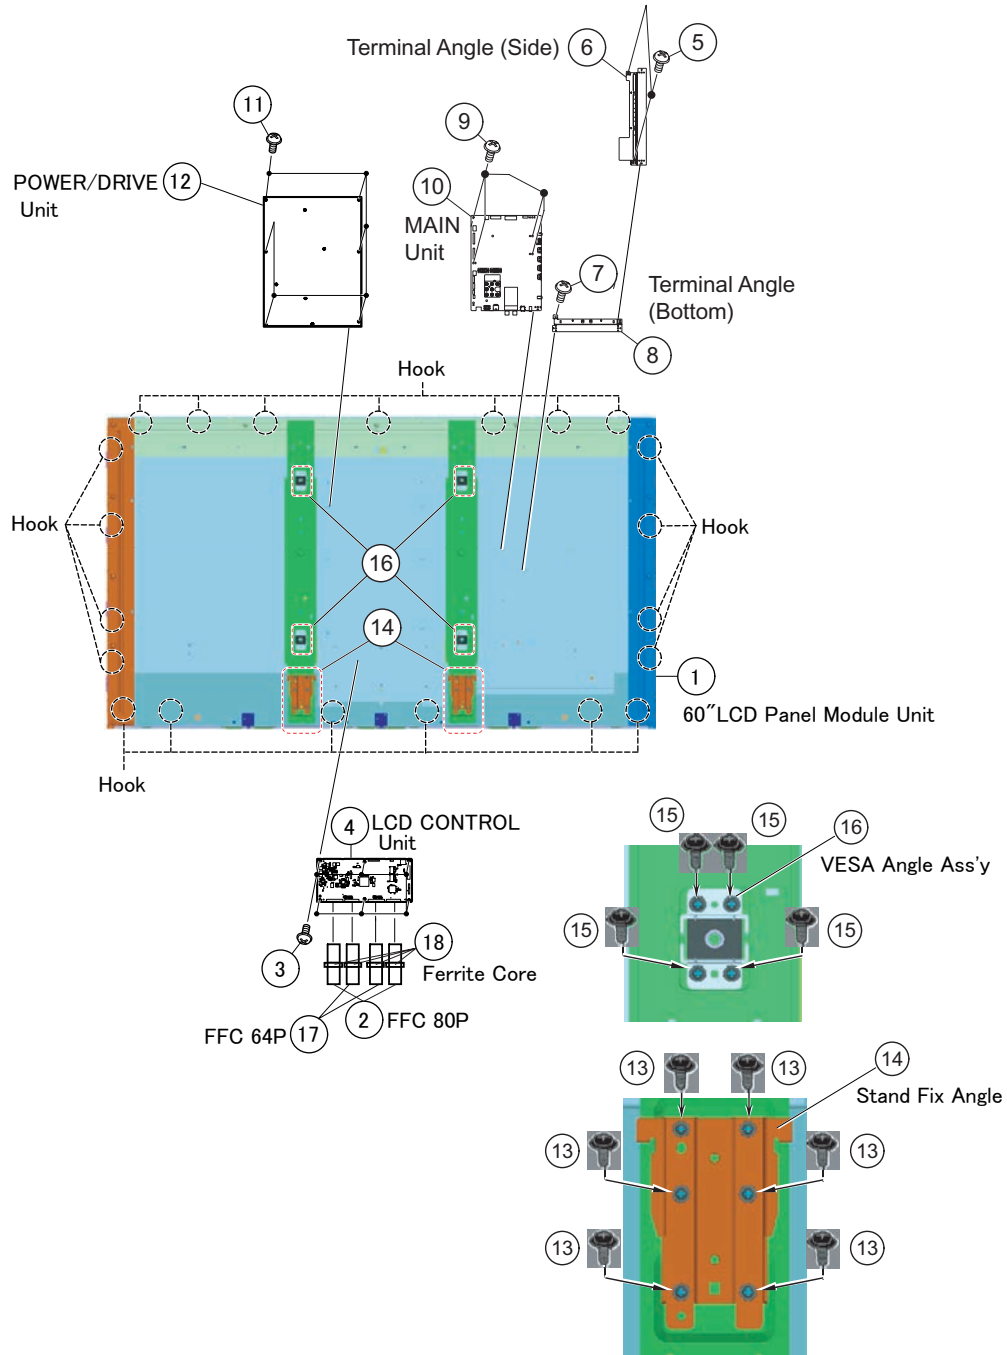 Terminal Angle (Side) 6 5
11
9
POWER/DRIVE 12
Unit
10
MAIN
Unit
7
Terminal Angle
(Bottom)
8
Hook
Hook
Hook
16
14
1
60"LCD Panel Module Unit
Hook
4 LCD CONTROL
Unit
15 15 16
VESA Angle Ass'y
15 15
3
18
Ferrite Core
FFC 64P 17 2 FFC 80P
13 13 14
Stand Fix Angle
13 13
13 13